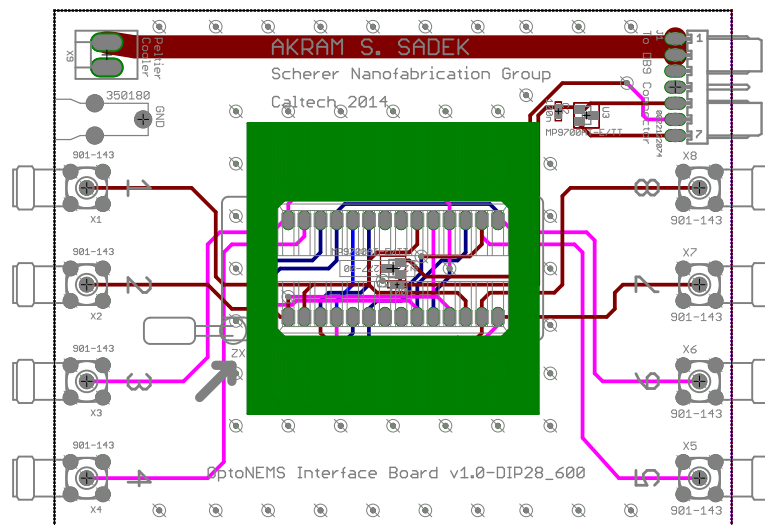 AKRAM S. SADEK
Scherer Nanofabrication Group
Caltech 2014
X9
Peltier
Cooler
J1
To DB9 Connector
1
7
350180
GND
U3
901-143
X1
1
901-143
X2
2
901-143
X3
3
901-143
X4
4
X8
901-143
8
X7
901-143
7
X6
901-143
6
X5
901-143
5
ZX
OptoNEMS Interface Board v1.0-DIP28_600